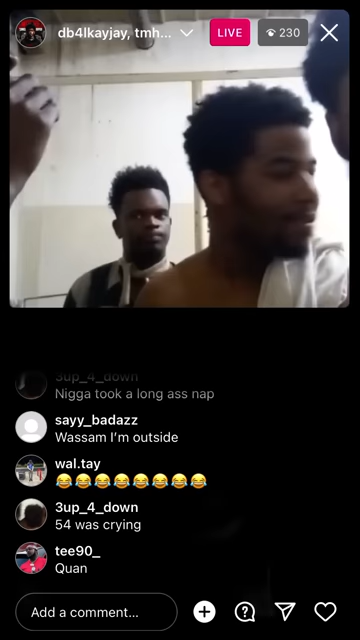 db4lkayjay, tmh...
LIVE
230
3up_4_down
Nigga took a long ass nap
sayy_badazz
Wassam I'm outside
wal.tay
😂😂😂😂😂😂😂😂😂
3up_4_down
54 was crying
tee90_
Quan
Add a comment...